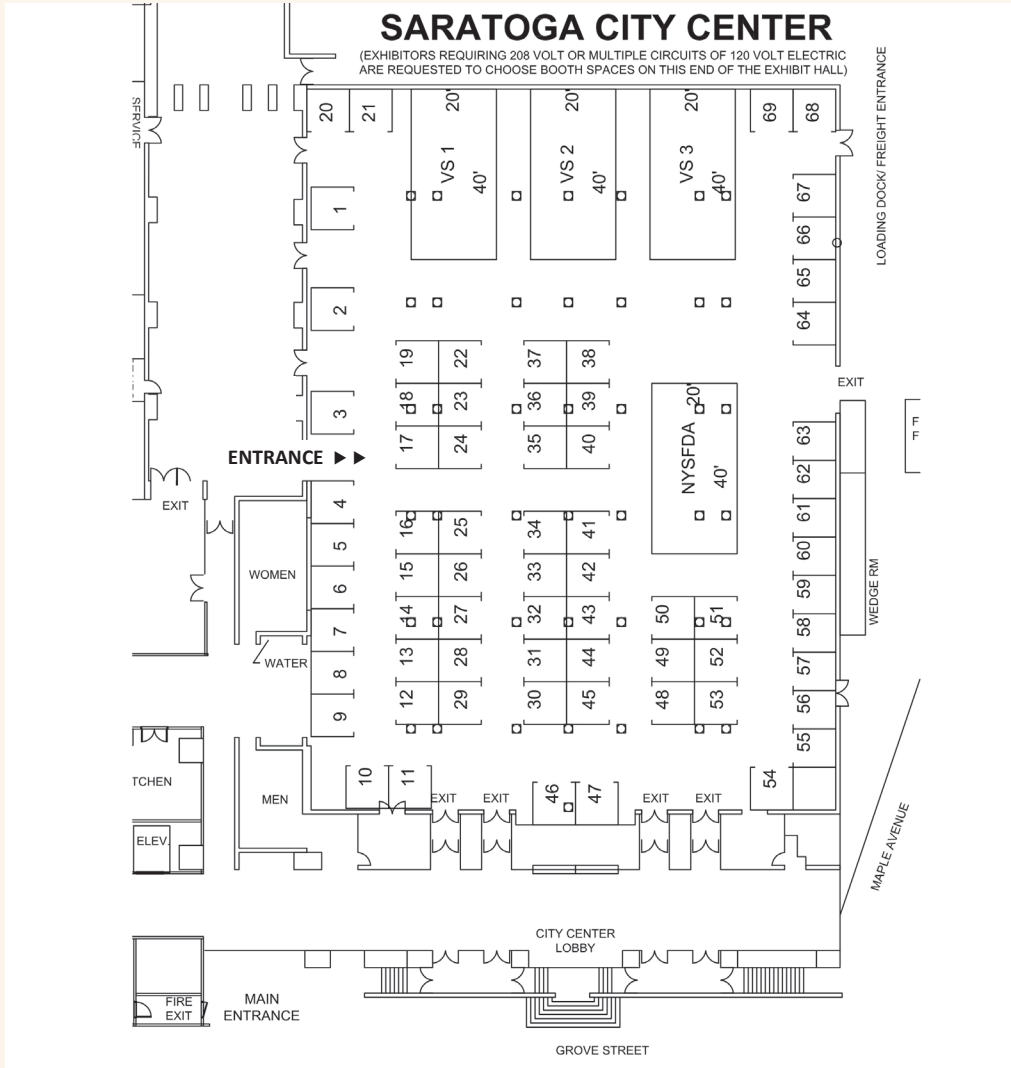 SARATOGA CITY CENTER
(EXHIBITORS REQUIRING 208 VOLT OR MULTIPLE CIRCUITS OF 120 VOLT ELECTRIC
ARE REQUESTED TO CHOOSE BOOTH SPACES ON THIS END OF THE EXHIBIT HALL)
SERVICE
20
21
20'
VS 1
40'
20'
VS 2
40'
20'
VS 3
40'
69
68
LOADING DOCK/ FREIGHT ENTRANCE
1
67
66
65
64
2
19
22
37
38
EXIT
3
18
23
36
39
20'
NYSFDA
40'
F
F
17
24
35
40
63
ENTRANCE
62
EXIT
4
16
25
34
41
61
5
60
WOMEN
15
26
33
42
59
WEDGE RM
6
14
27
32
43
50
51
58
7
WATER
13
28
31
44
49
52
57
8
12
29
30
45
48
53
56
9
55
TCHEN
10
11
EXIT
EXIT
46
47
EXIT
EXIT
54
MEN
ELEV.
MAPLE AVENUE
CITY CENTER
LOBBY
FIRE
EXIT
MAIN
ENTRANCE
GROVE STREET